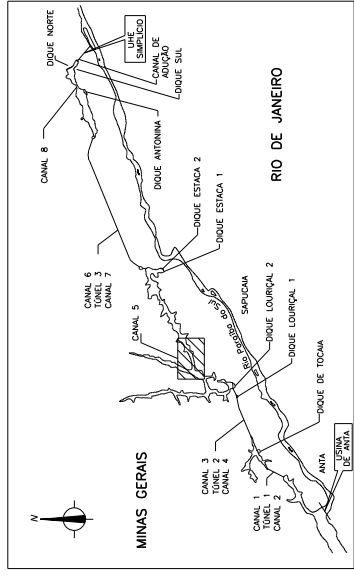 N
MINAS GERAIS
RIO DE JANEIRO
DIQUE NORTE
UHE
SIMPLÍCIO
CANAL DE
ADUÇÃO
DIQUE SUL
CANAL 8
DIQUE ANTONINA
CANAL 6
TÚNEL 3
CANAL 7
DIQUE ESTACA 2
DIQUE ESTACA 1
CANAL 5
Rio Paraíba do Sul
SAPUCAIA
DIQUE LOURIÇAL 2
DIQUE LOURIÇAL 1
CANAL 3
TÚNEL 2
CANAL 4
DIQUE DE TOCAIA
CANAL 1
TÚNEL 1
CANAL 2
ANTA
USINA
DE ANTA